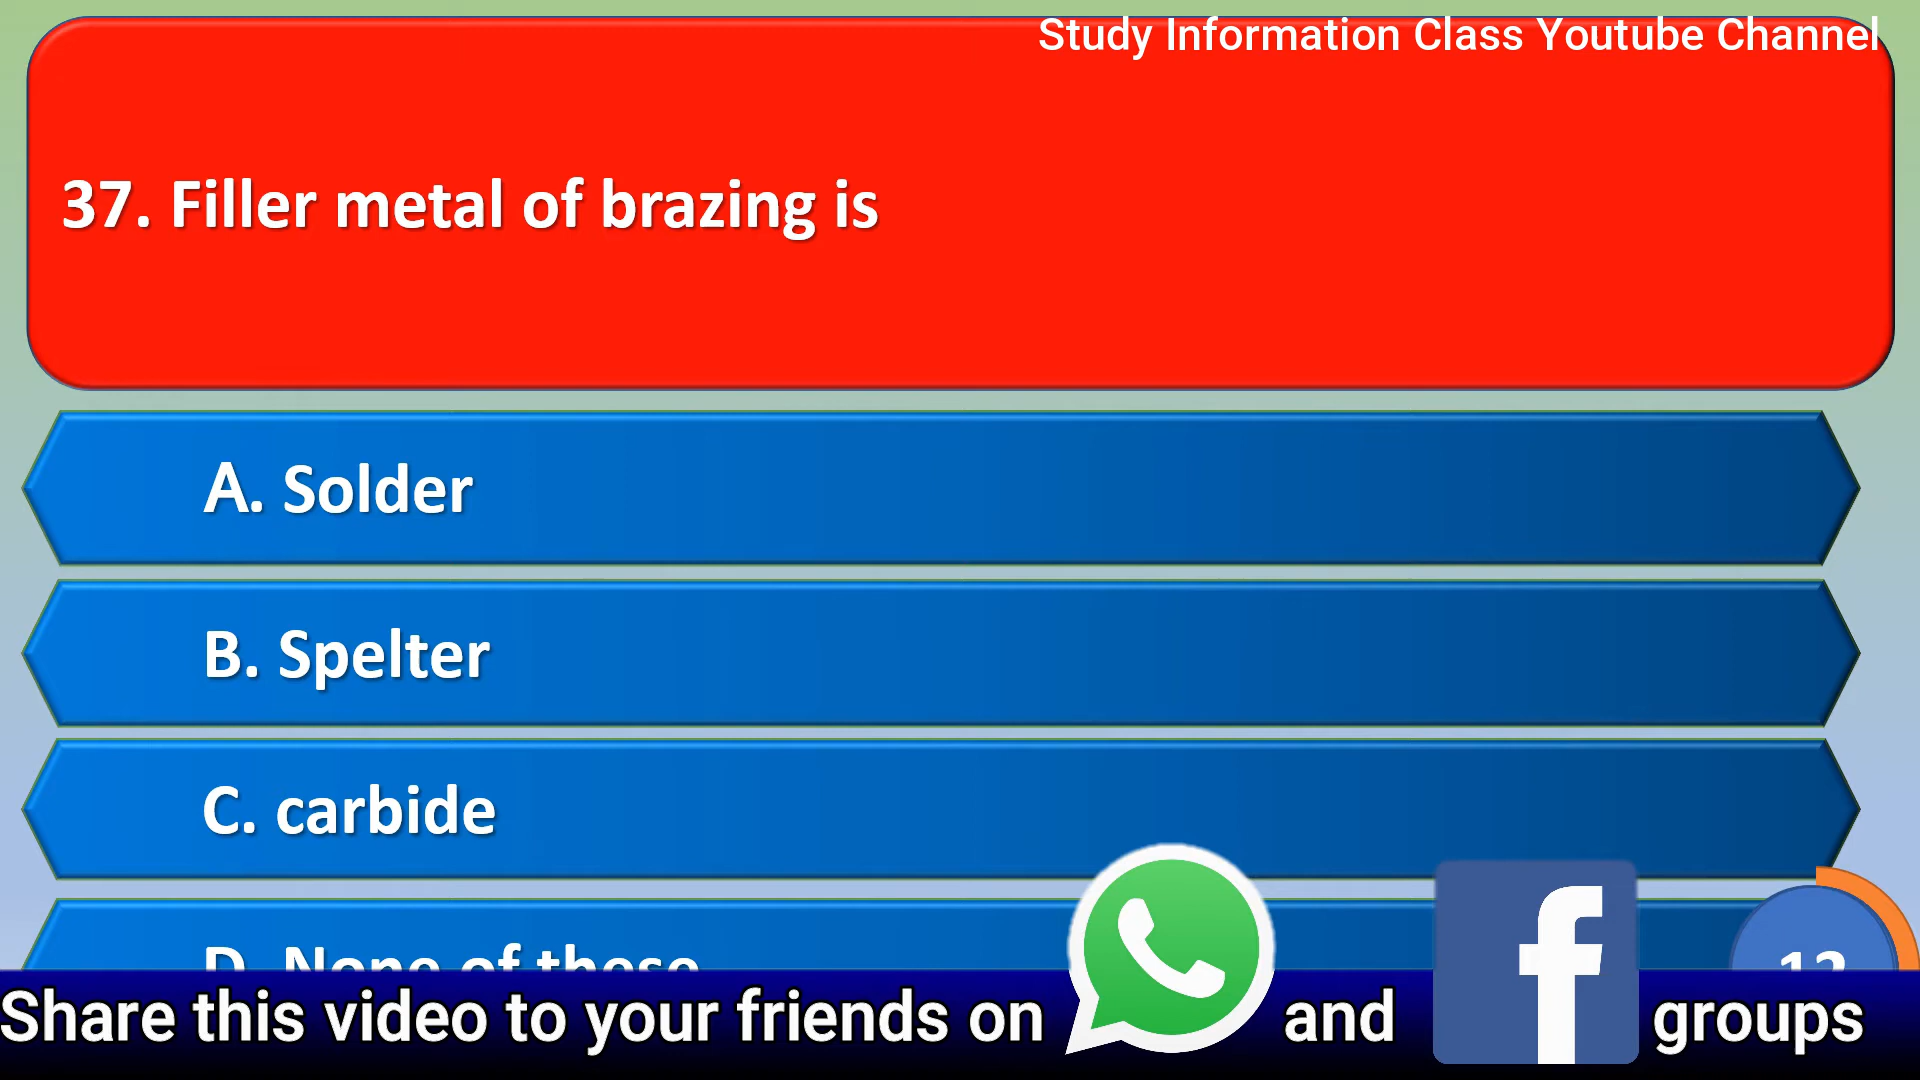 Study Information Class Youtube Channel
37. Filler metal of brazing is
A. Solder
B. Spelter
C. carbide
D. None of these
12
Share this video to your friends on and groups